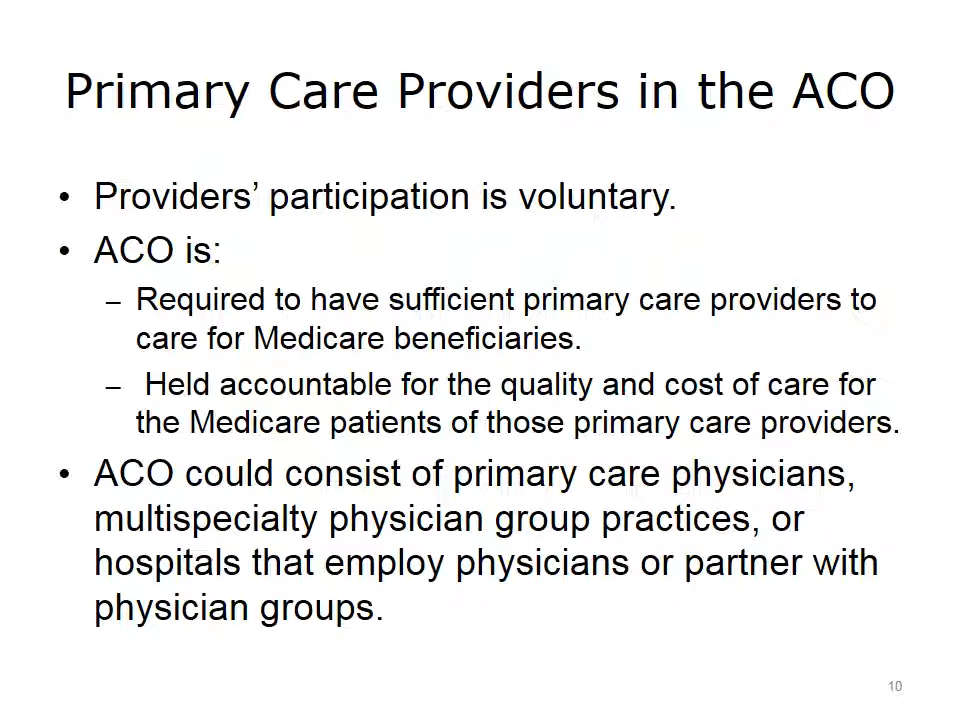 Primary Care Providers in the ACO
• Providers’ participation is voluntary.
• ACO is:
– Required to have sufficient primary care providers to
care for Medicare beneficiaries.
– Held accountable for the quality and cost of care for
the Medicare patients of those primary care providers.
• ACO could consist of primary care physicians,
multispecialty physician group practices, or
hospitals that employ physicians or partner with
physician groups.
10